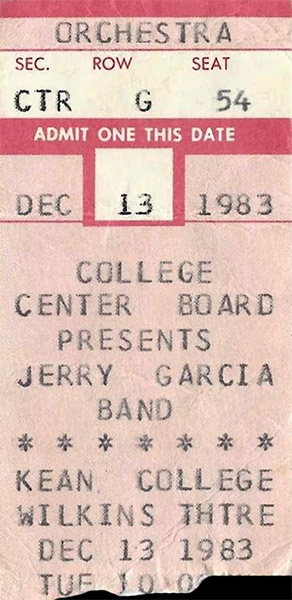 ORCHESTRA
SEC. ROW SEAT
CTR G 54
ADMIT ONE THIS DATE
DEC 13 1983
COLLEGE
CENTER BOARD
PRESENTS
JERRY GARCIA
BAND
* * * * * * *
KEAN COLLEGE
WILKINS THTRE
DEC 13 1983
TUE 10